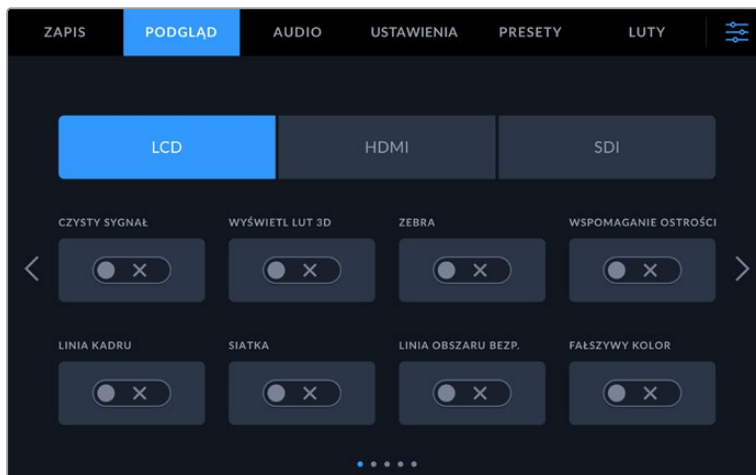 ZAPIS PODGLĄD AUDIO USTAWIENIA PRESETY LUTY
LCD HDMI SDI
CZYSTY SYGNAŁ WYŚWIETL LUT 3D ZEBRA WSPOMAGANIE OSTROŚCI
LINIA KADRU SIATKA LINIA OBSZARU BEZP. FAŁSZYWY KOLOR